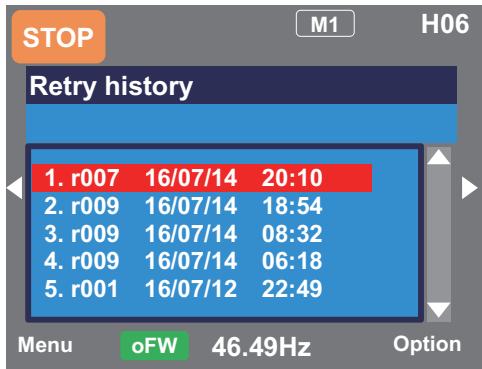 STOP M1 H06
Retry history
1. r007 16/07/14 20:10
2. r009 16/07/14 18:54
3. r009 16/07/14 08:32
4. r009 16/07/14 06:18
5. r001 16/07/12 22:49
Menu oFW 46.49Hz Option